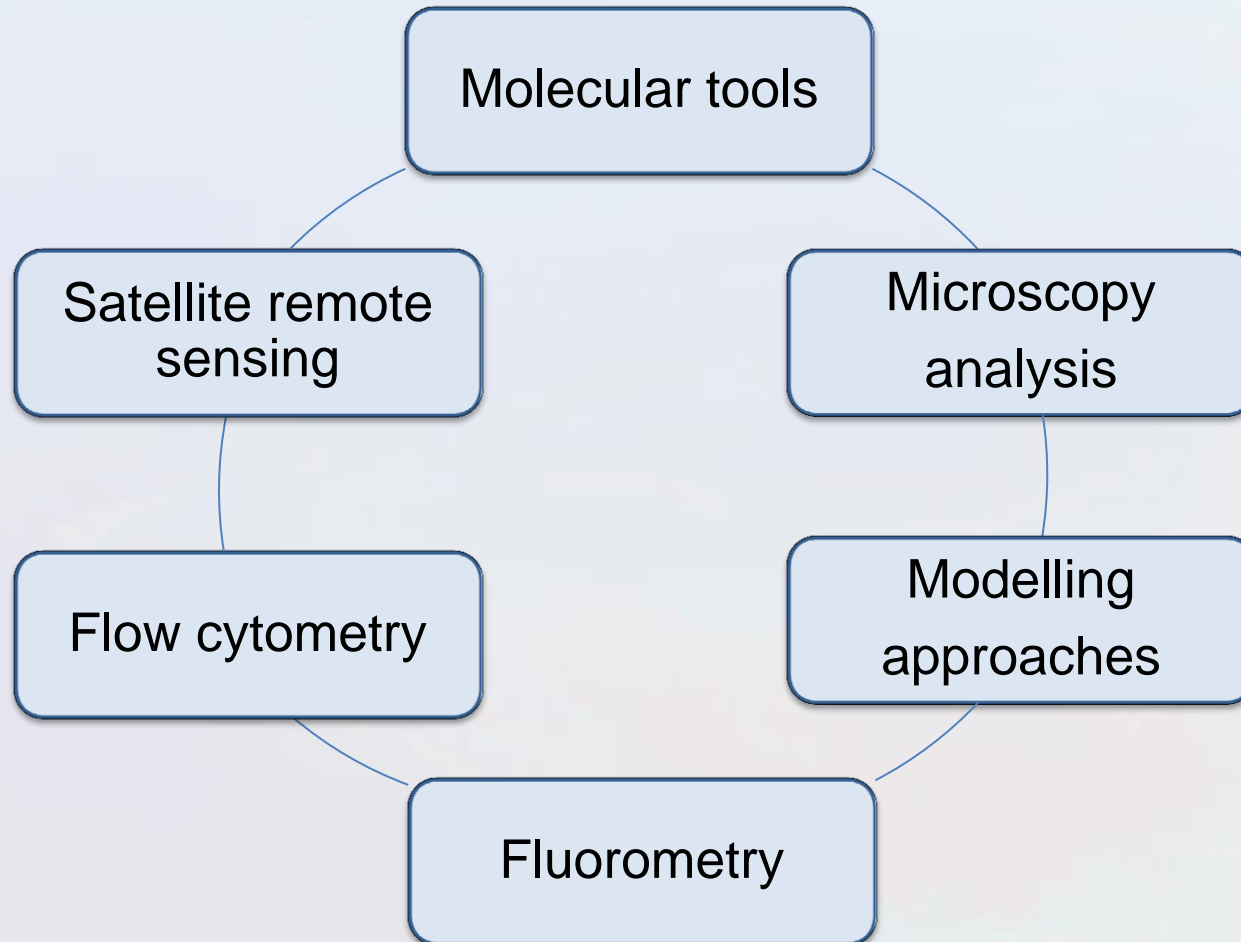 Molecular tools
Satellite remote
sensing
Microscopy
analysis
Flow cytometry
Modelling
approaches
Fluorometry